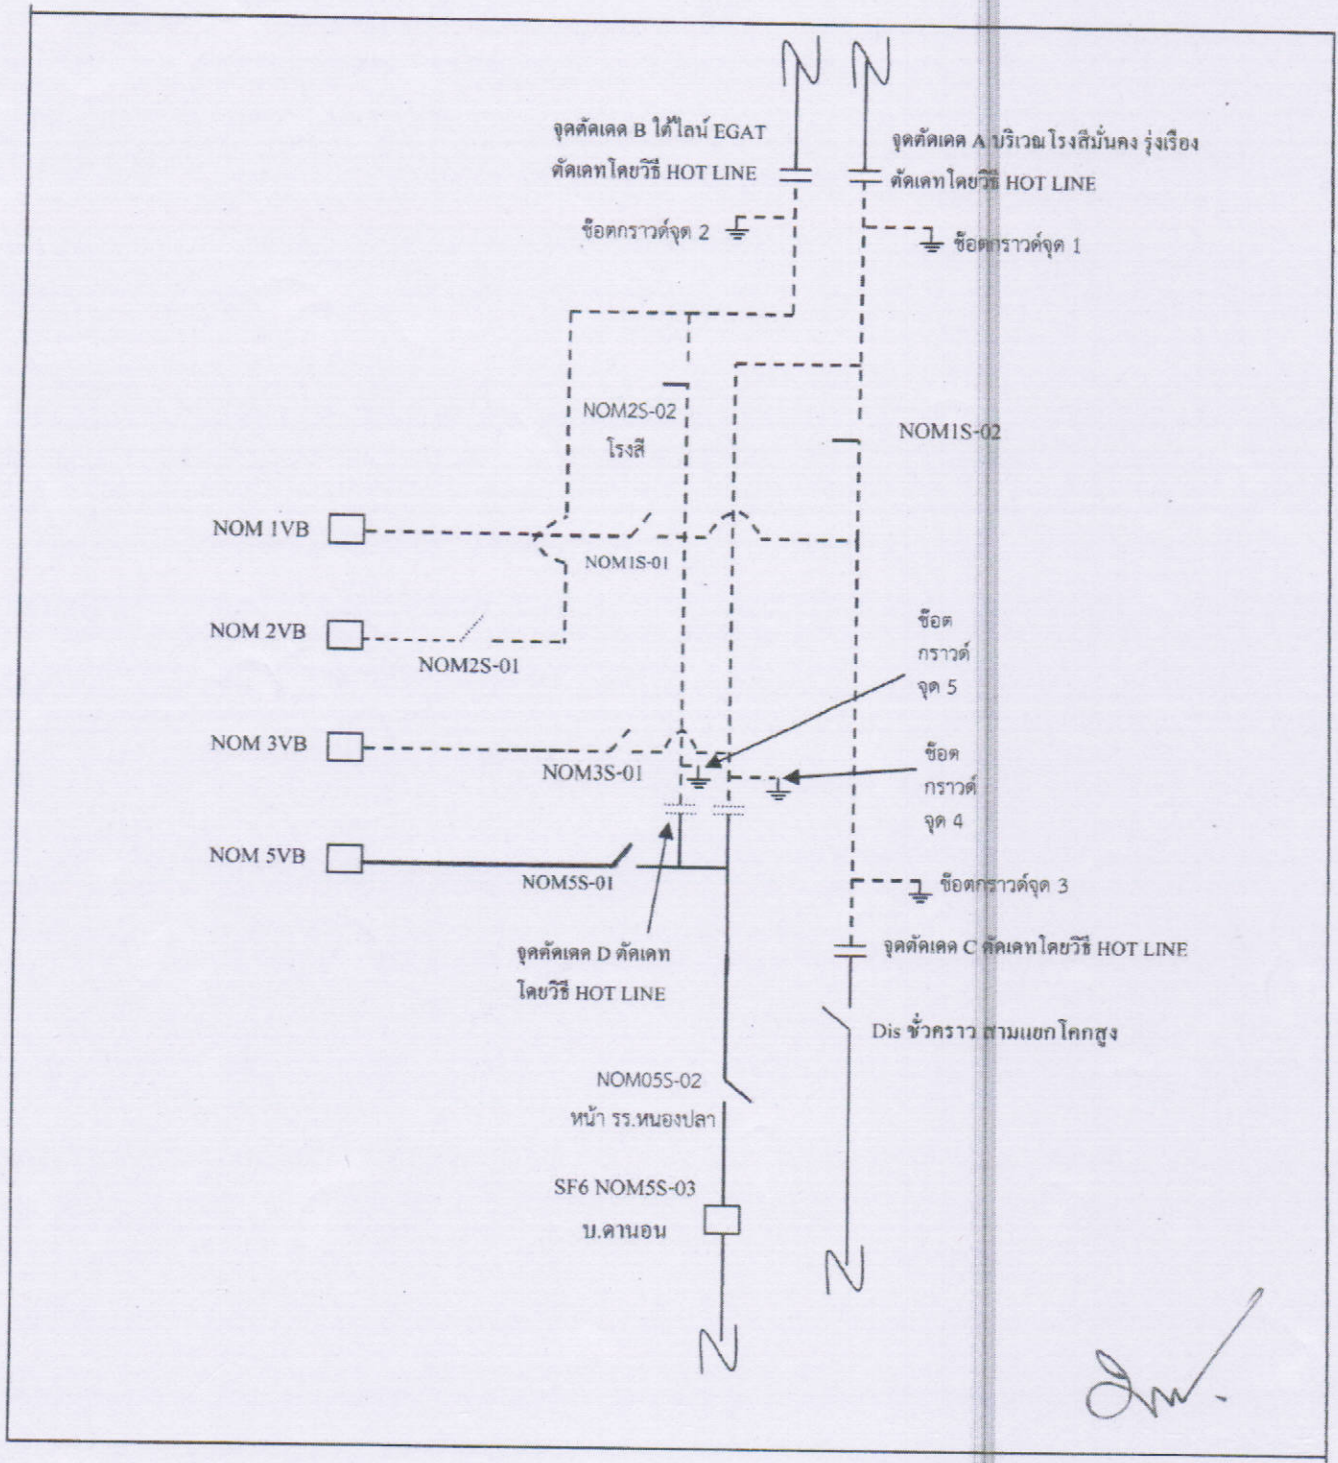 จุดตัดเดด B ใต้ไลน์ EGAT
ตัดเดทโดยวิธี HOT LINE
จุดตัดเดด A บริเวณโรงสีมั่นคง รุ่งเรือง
ตัดเดทโดยวิธี HOT LINE
ช๊อตกราวด์จุด 2
ช๊อตกราวด์จุด 1
NOM2S-02
โรงสี
NOM1S-02
NOM 1VB
NOM1S-01
NOM 2VB
NOM2S-01
ช๊อต
กราวด์
จุด 5
NOM 3VB
NOM3S-01
ช๊อต
กราวด์
จุด 4
NOM 5VB
NOM5S-01
ช๊อตกราวด์จุด 3
จุดตัดเดด D ตัดเดท
โดยวิธี HOT LINE
จุดตัดเดด C ตัดเดทโดยวิธี HOT LINE
Dis ชั่วคราว สามแยกโคกสูง
NOM05S-02
หน้า รร.หนองปลา
SF6 NOM5S-03
บ.ดานอน